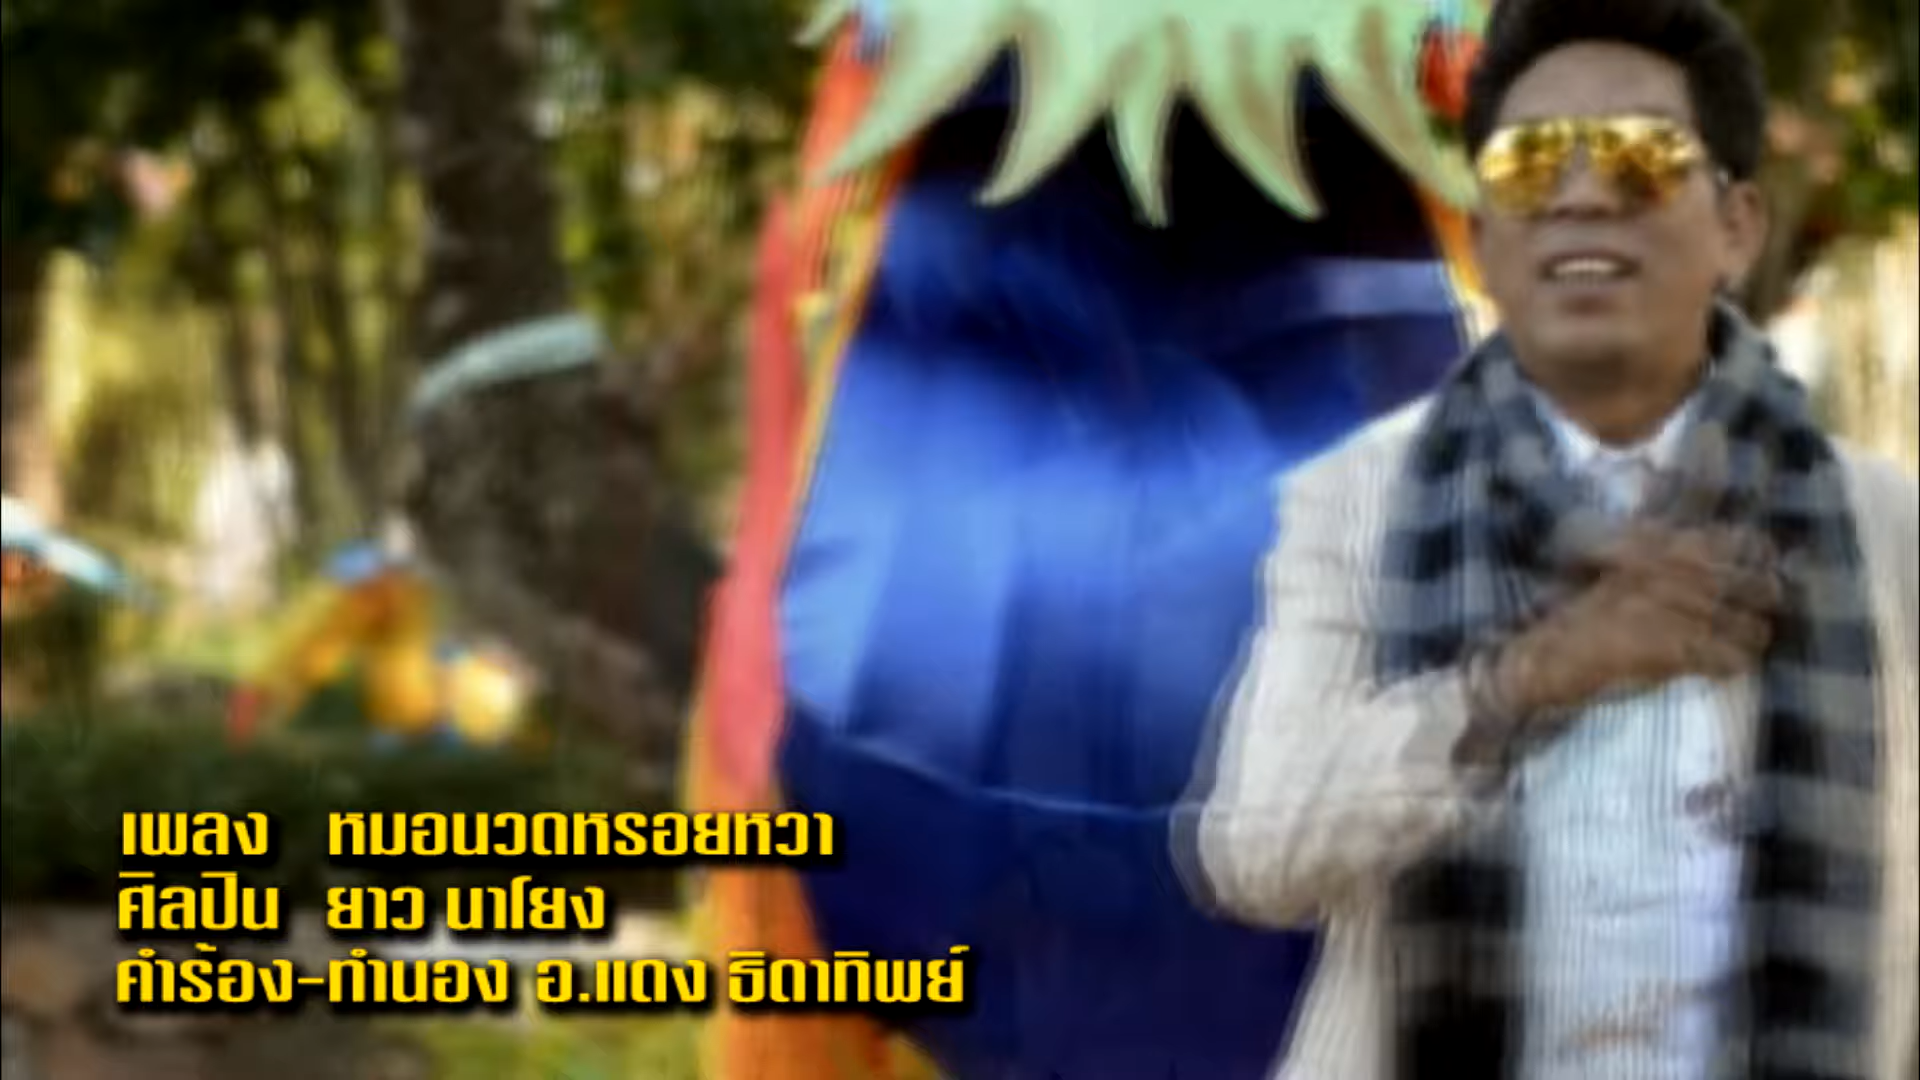 เพลง หมอนวดหรอยหวา
ศิลปิน ยาว นาโยง
คำร้อง-ทำนอง อ.แดง ธิดาทิพย์